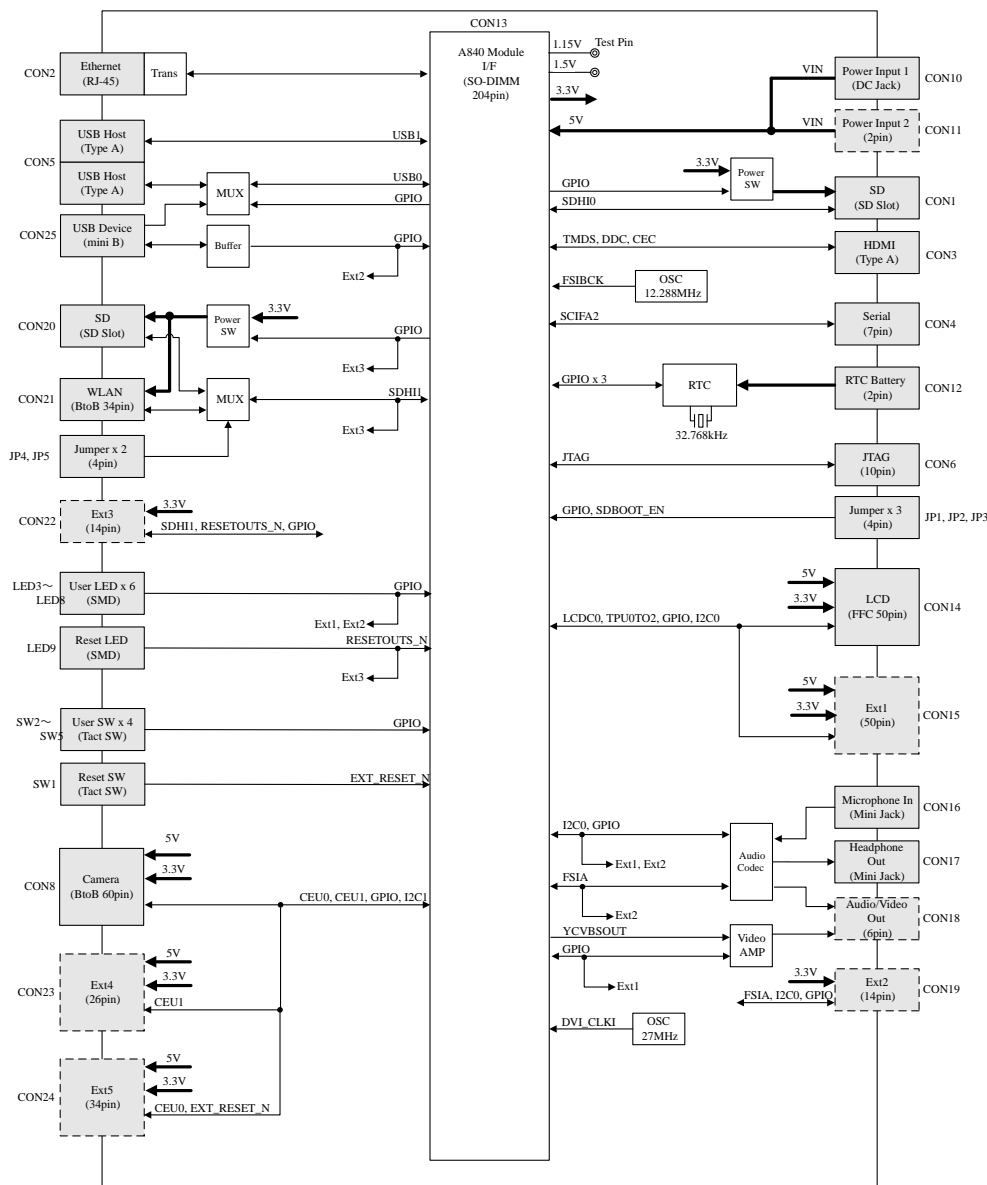 CON13
A840 Module
I/F
(SO-DIMM
204pin)
1.15V
Test Pin
1.5V
3.3V
5V
CON2
Ethernet
(RJ-45)
Trans
CON5
USB Host
(Type A)
USB1
USB Host
(Type A)
MUX
USB0
GPIO
CON25
USB Device
(mini B)
Buffer
GPIO
Ext2
CON20
SD
(SD Slot)
Power
SW
3.3V
GPIO
Ext3
CON21
WLAN
(BtoB 34pin)
MUX
SDHI1
Ext3
JP4, JP5
Jumper x 2
(4pin)
CON22
Ext3
(14pin)
3.3V
SDHI1, RESETOUTS_N, GPIO
LED3～
LED8
User LED x 6
(SMD)
GPIO
Ext1, Ext2
LED9
Reset LED
(SMD)
RESETOUTS_N
Ext3
SW2～
SW5
User SW x 4
(Tact SW)
GPIO
SW1
Reset SW
(Tact SW)
EXT_RESET_N
CON8
Camera
(BtoB 60pin)
5V
3.3V
CEU0, CEU1, GPIO, I2C1
CON23
Ext4
(26pin)
5V
3.3V
CEU1
CON24
Ext5
(34pin)
5V
3.3V
CEU0, EXT_RESET_N
VIN
Power Input 1
(DC Jack)
CON10
VIN
Power Input 2
(2pin)
CON11
3.3V
Power
SW
GPIO
SDHI0
SD
(SD Slot)
CON1
TMDS, DDC, CEC
HDMI
(Type A)
CON3
FSIBCK
OSC
12.288MHz
SCIFA2
Serial
(7pin)
CON4
GPIO x 3
RTC
32.768kHz
RTC Battery
(2pin)
CON12
JTAG
JTAG
(10pin)
CON6
GPIO, SDBOOT_EN
Jumper x 3
(4pin)
JP1, JP2, JP3
5V
3.3V
LCDC0, TPU0TO2, GPIO, I2C0
LCD
(FFC 50pin)
CON14
5V
3.3V
Ext1
(50pin)
CON15
Microphone In
(Mini Jack)
CON16
I2C0, GPIO
Ext1, Ext2
Audio
Codec
Headphone
Out
(Mini Jack)
CON17
FSIA
Ext2
Audio/Video
Out
(6pin)
CON18
YCVBSOUT
GPIO
Ext1
Video
AMP
3.3V
FSIA, I2C0, GPIO
Ext2
(14pin)
CON19
DVI_CLKI
OSC
27MHz